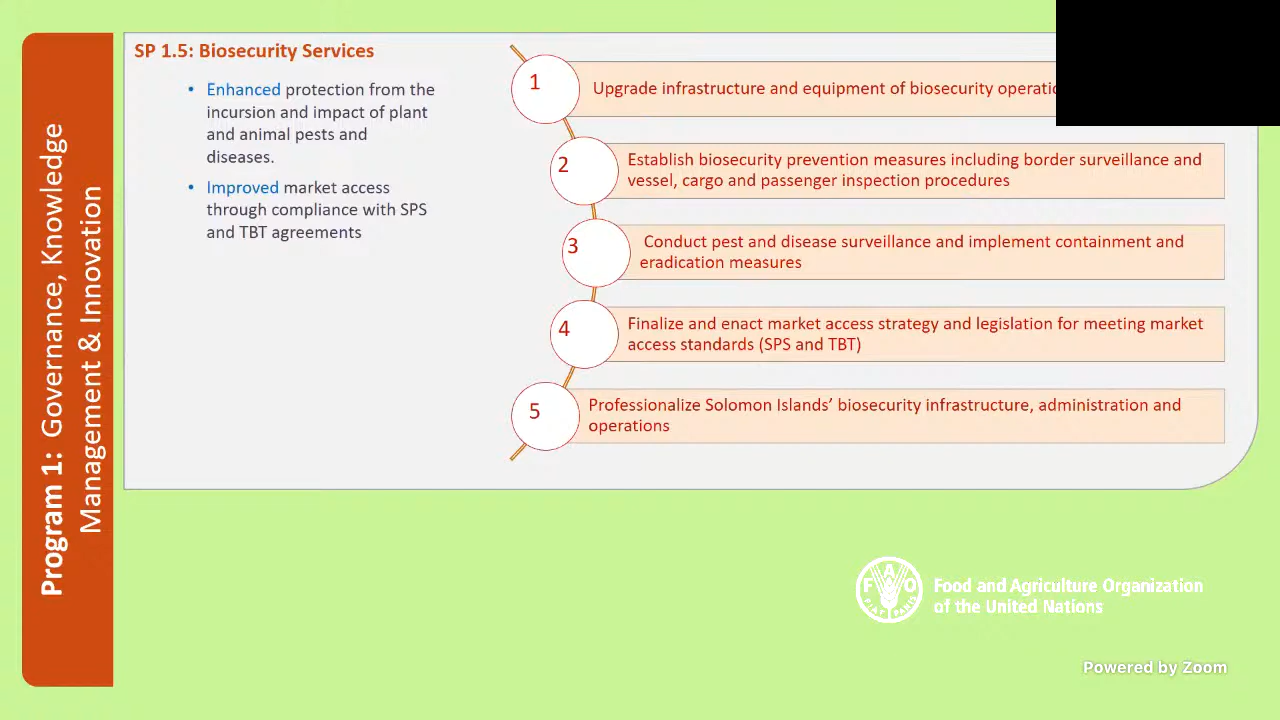 Program 1: Governance, Knowledge
Management & Innovation
SP 1.5: Biosecurity Services
• Enhanced protection from the
incursion and impact of plant
and animal pests and
diseases.
• Improved market access
through compliance with SPS
and TBT agreements
1
Upgrade infrastructure and equipment of biosecurity
2
Establish biosecurity prevention measures including border surveillance and
vessel, cargo and passenger inspection procedures
3
Conduct pest and disease surveillance and implement containment and
eradication measures
4
Finalize and enact market access strategy and legislation for meeting market
access standards (SPS and TBT)
5
Professionalize Solomon Islands’ biosecurity infrastructure, administration and
operations
FAO
FIAT PANIS
Food and Agriculture Organization
of the United Nations
Powered by Zoom